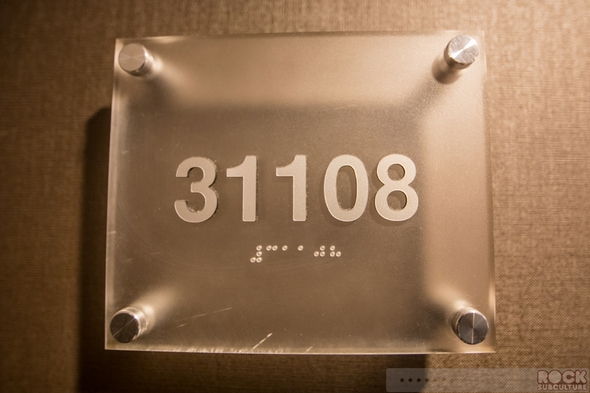 31108
⠼⠉⠁⠁⠚⠓
ROCK
SUBCULTURE